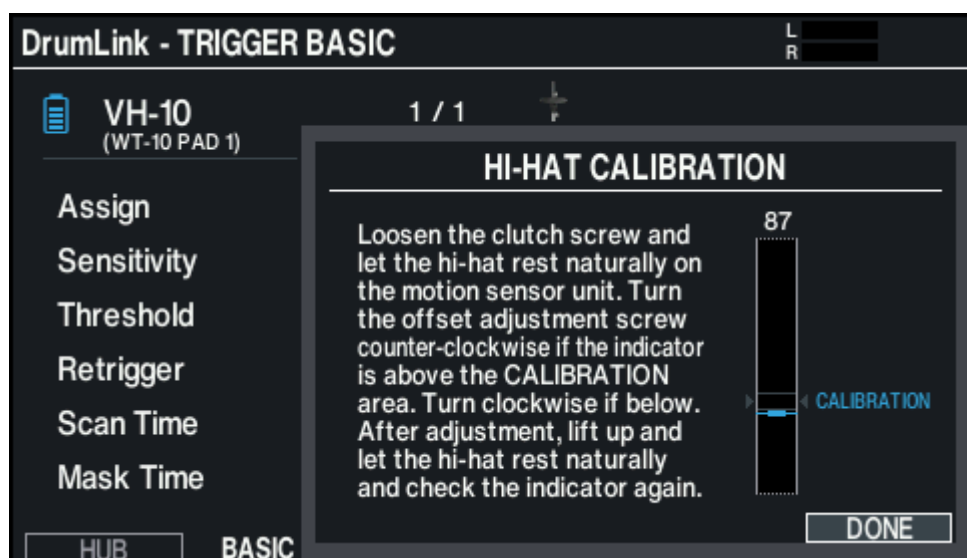 DrumLink - TRIGGER BASIC
L
R
VH-10
1 / 1
(WT-10 PAD 1)
Assign
Sensitivity
Threshold
Retrigger
Scan Time
Mask Time
HUB
BASIC
HI-HAT CALIBRATION
Loosen the clutch screw and
let the hi-hat rest naturally on
the motion sensor unit. Turn
the offset adjustment screw
counter-clockwise if the indicator
is above the CALIBRATION
area. Turn clockwise if below.
After adjustment, lift up and
let the hi-hat rest naturally
and check the indicator again.
87
CALIBRATION
DONE